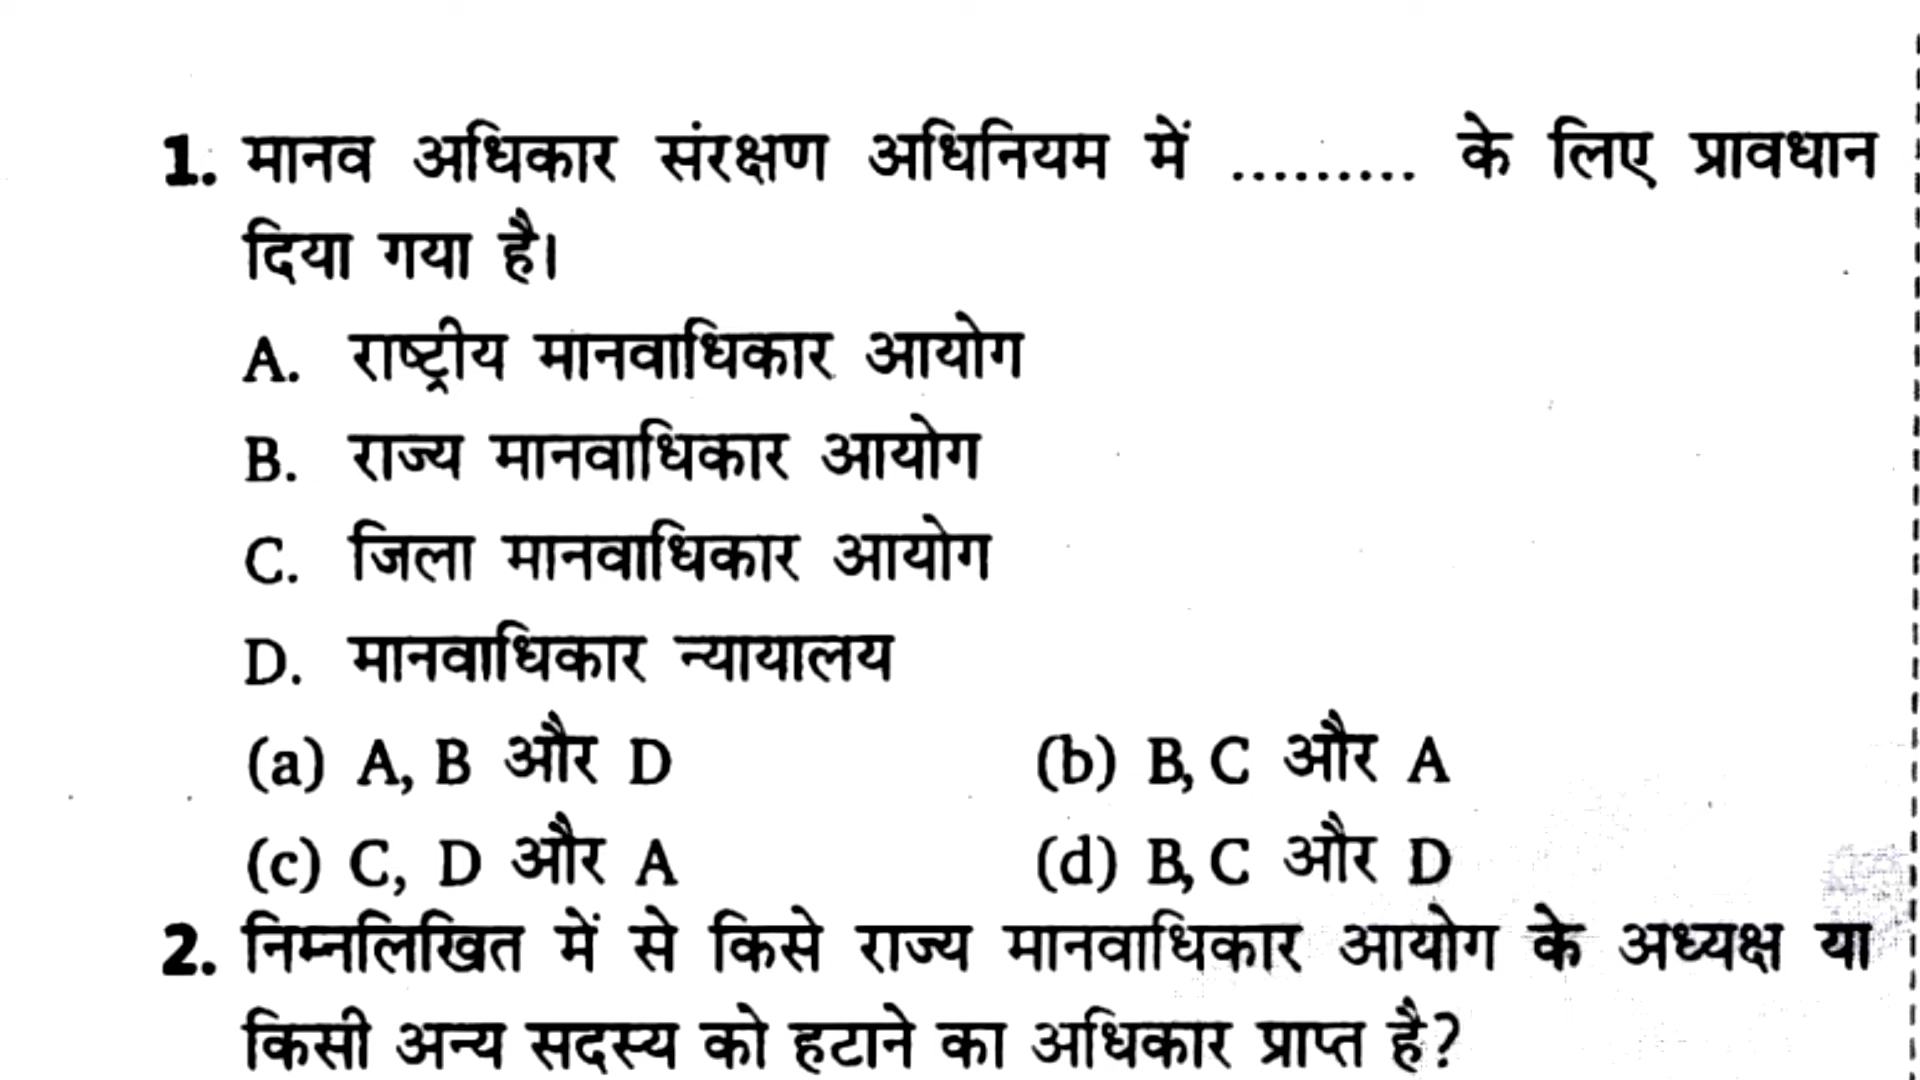 1. मानव अधिकार संरक्षण अधिनियम में ......... के लिए प्रावधान
दिया गया है।
A. राष्ट्रीय मानवाधिकार आयोग
B. राज्य मानवाधिकार आयोग
C. जिला मानवाधिकार आयोग
D. मानवाधिकार न्यायालय
(a) A, B और D (b) B, C और A
(c) C, D और A (d) B, C और D
2. निम्नलिखित में से किसे राज्य मानवाधिकार आयोग के अध्यक्ष या
किसी अन्य सदस्य को हटाने का अधिकार प्राप्त है?